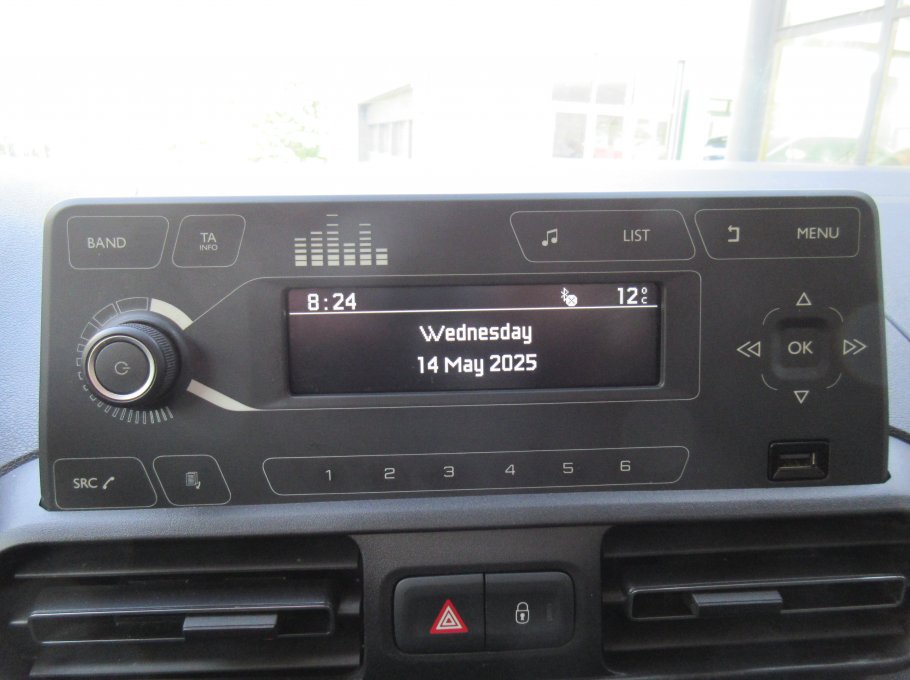 BAND
TA
INFO
LIST
MENU
8:24
12°C
Wednesday
14 May 2025
OK
SRC
1 2 3 4 5 6